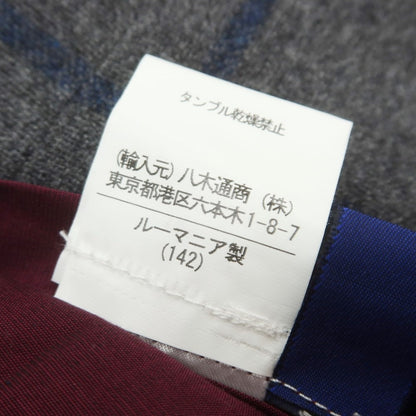 タンブル乾燥禁止
(輸入元) 八木通商 (株)
東京都港区六本木1-8-7
ルーマニア製
(142)